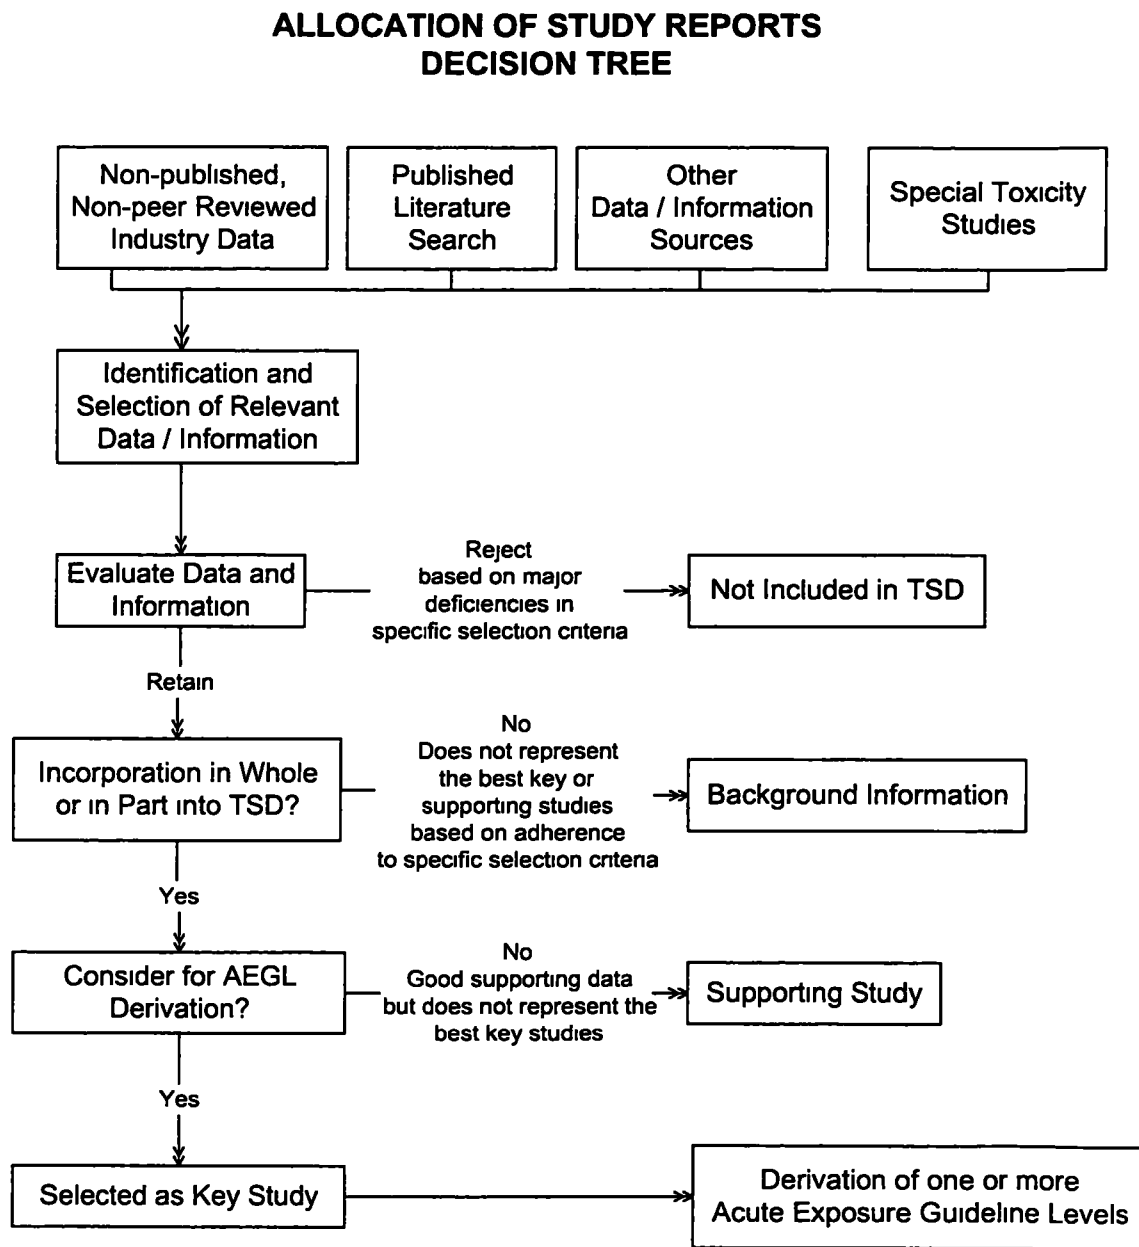 ALLOCATION OF STUDY REPORTS
DECISION TREE
Non-published,
Non-peer Reviewed
Industry Data
Published
Literature
Search
Other
Data / Information
Sources
Special Toxicity
Studies
Identification and
Selection of Relevant
Data / Information
Evaluate Data and
Information
Reject
based on major
deficiencies in
specific selection criteria
Not Included in TSD
Retain
Incorporation in Whole
or in Part into TSD?
No
Does not represent
the best key or
supporting studies
based on adherence
to specific selection criteria
Background Information
Yes
Consider for AEGL
Derivation?
No
Good supporting data
but does not represent the
best key studies
Supporting Study
Yes
Selected as Key Study
Derivation of one or more
Acute Exposure Guideline Levels